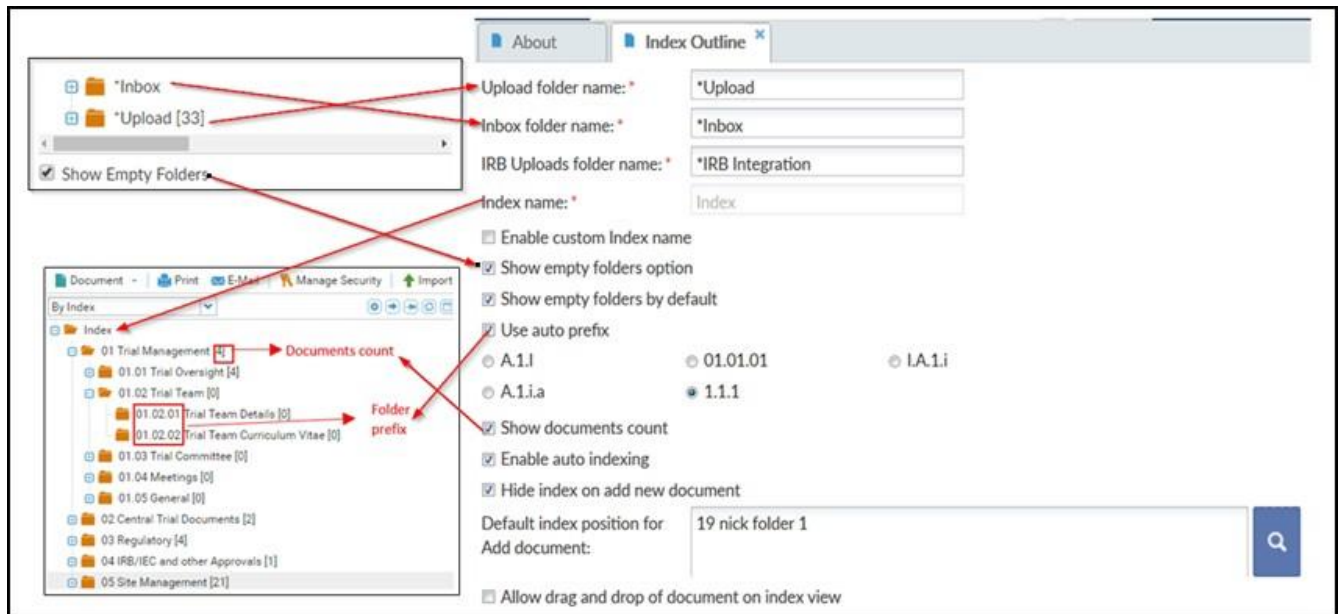 *Inbox
*Upload [33]
Show Empty Folders
Document
Print
E-Mail
Manage Security
Import
By Index
Index
01 Trial Management [4]
Documents count
01.01 Trial Oversight [4]
01.02 Trial Team [0]
01.02.01 Trial Team Details [0]
01.02.02 Trial Team Curriculum Vitae [0]
Folder
prefix
01.03 Trial Committee [0]
01.04 Meetings [0]
01.05 General [0]
02 Central Trial Documents [2]
03 Regulatory [4]
04 IRB/IEC and other Approvals [1]
05 Site Management [21]
About
Index Outline
Upload folder name: * *Upload
Inbox folder name: * *Inbox
IRB Uploads folder name: * *IRB Integration
Index name: * Index
Enable custom Index name
Show empty folders option
Show empty folders by default
Use auto prefix
A.1.I 01.01.01 I.A.1.i
A.1.i.a 1.1.1
Show documents count
Enable auto indexing
Hide index on add new document
Default index position for 19 nick folder 1
Add document:
Allow drag and drop of document on index view